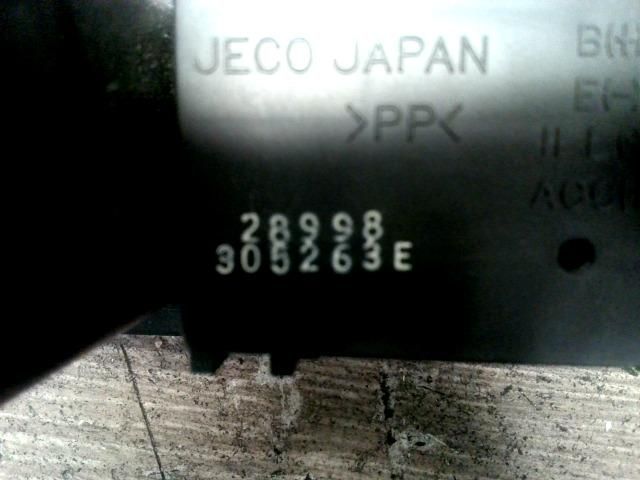 JECO JAPAN
>PP<
B(+)
E(-)
28998
305263E